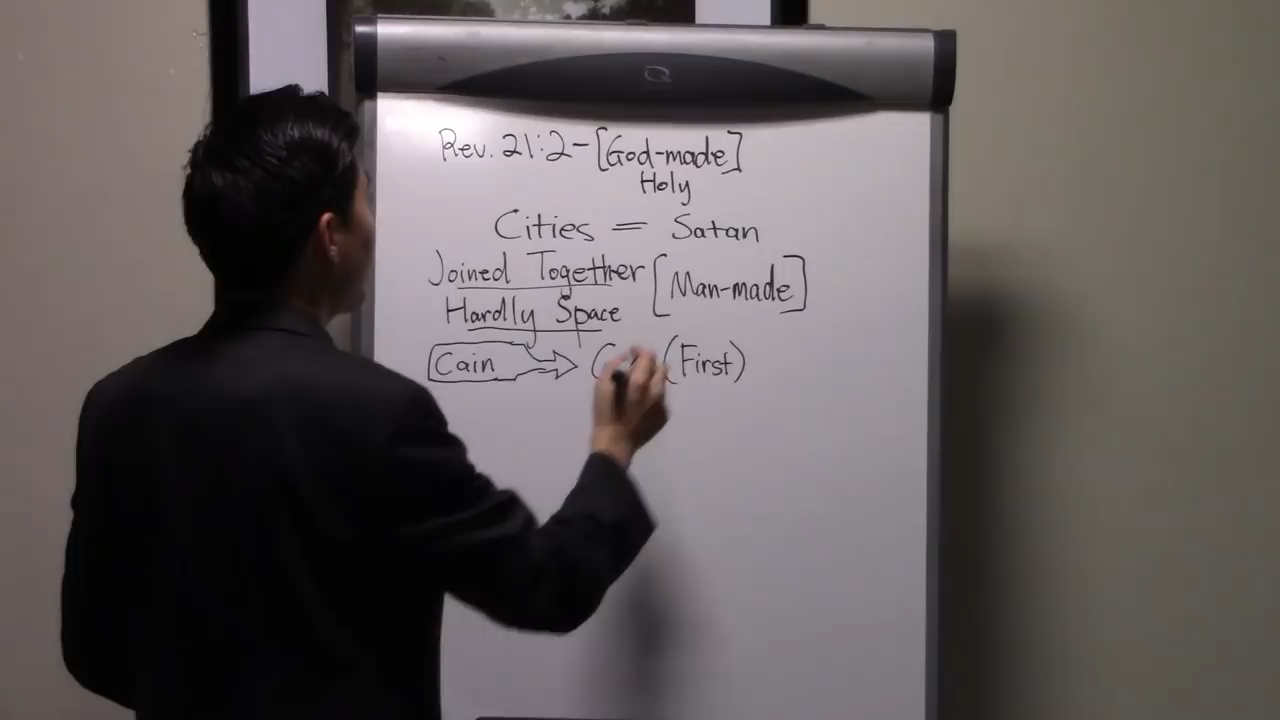 Q
Rev. 21:2-[God-made]
Holy
Cities = Satan
Joined Together [Man-made]
Hardly Space
Cain (First)